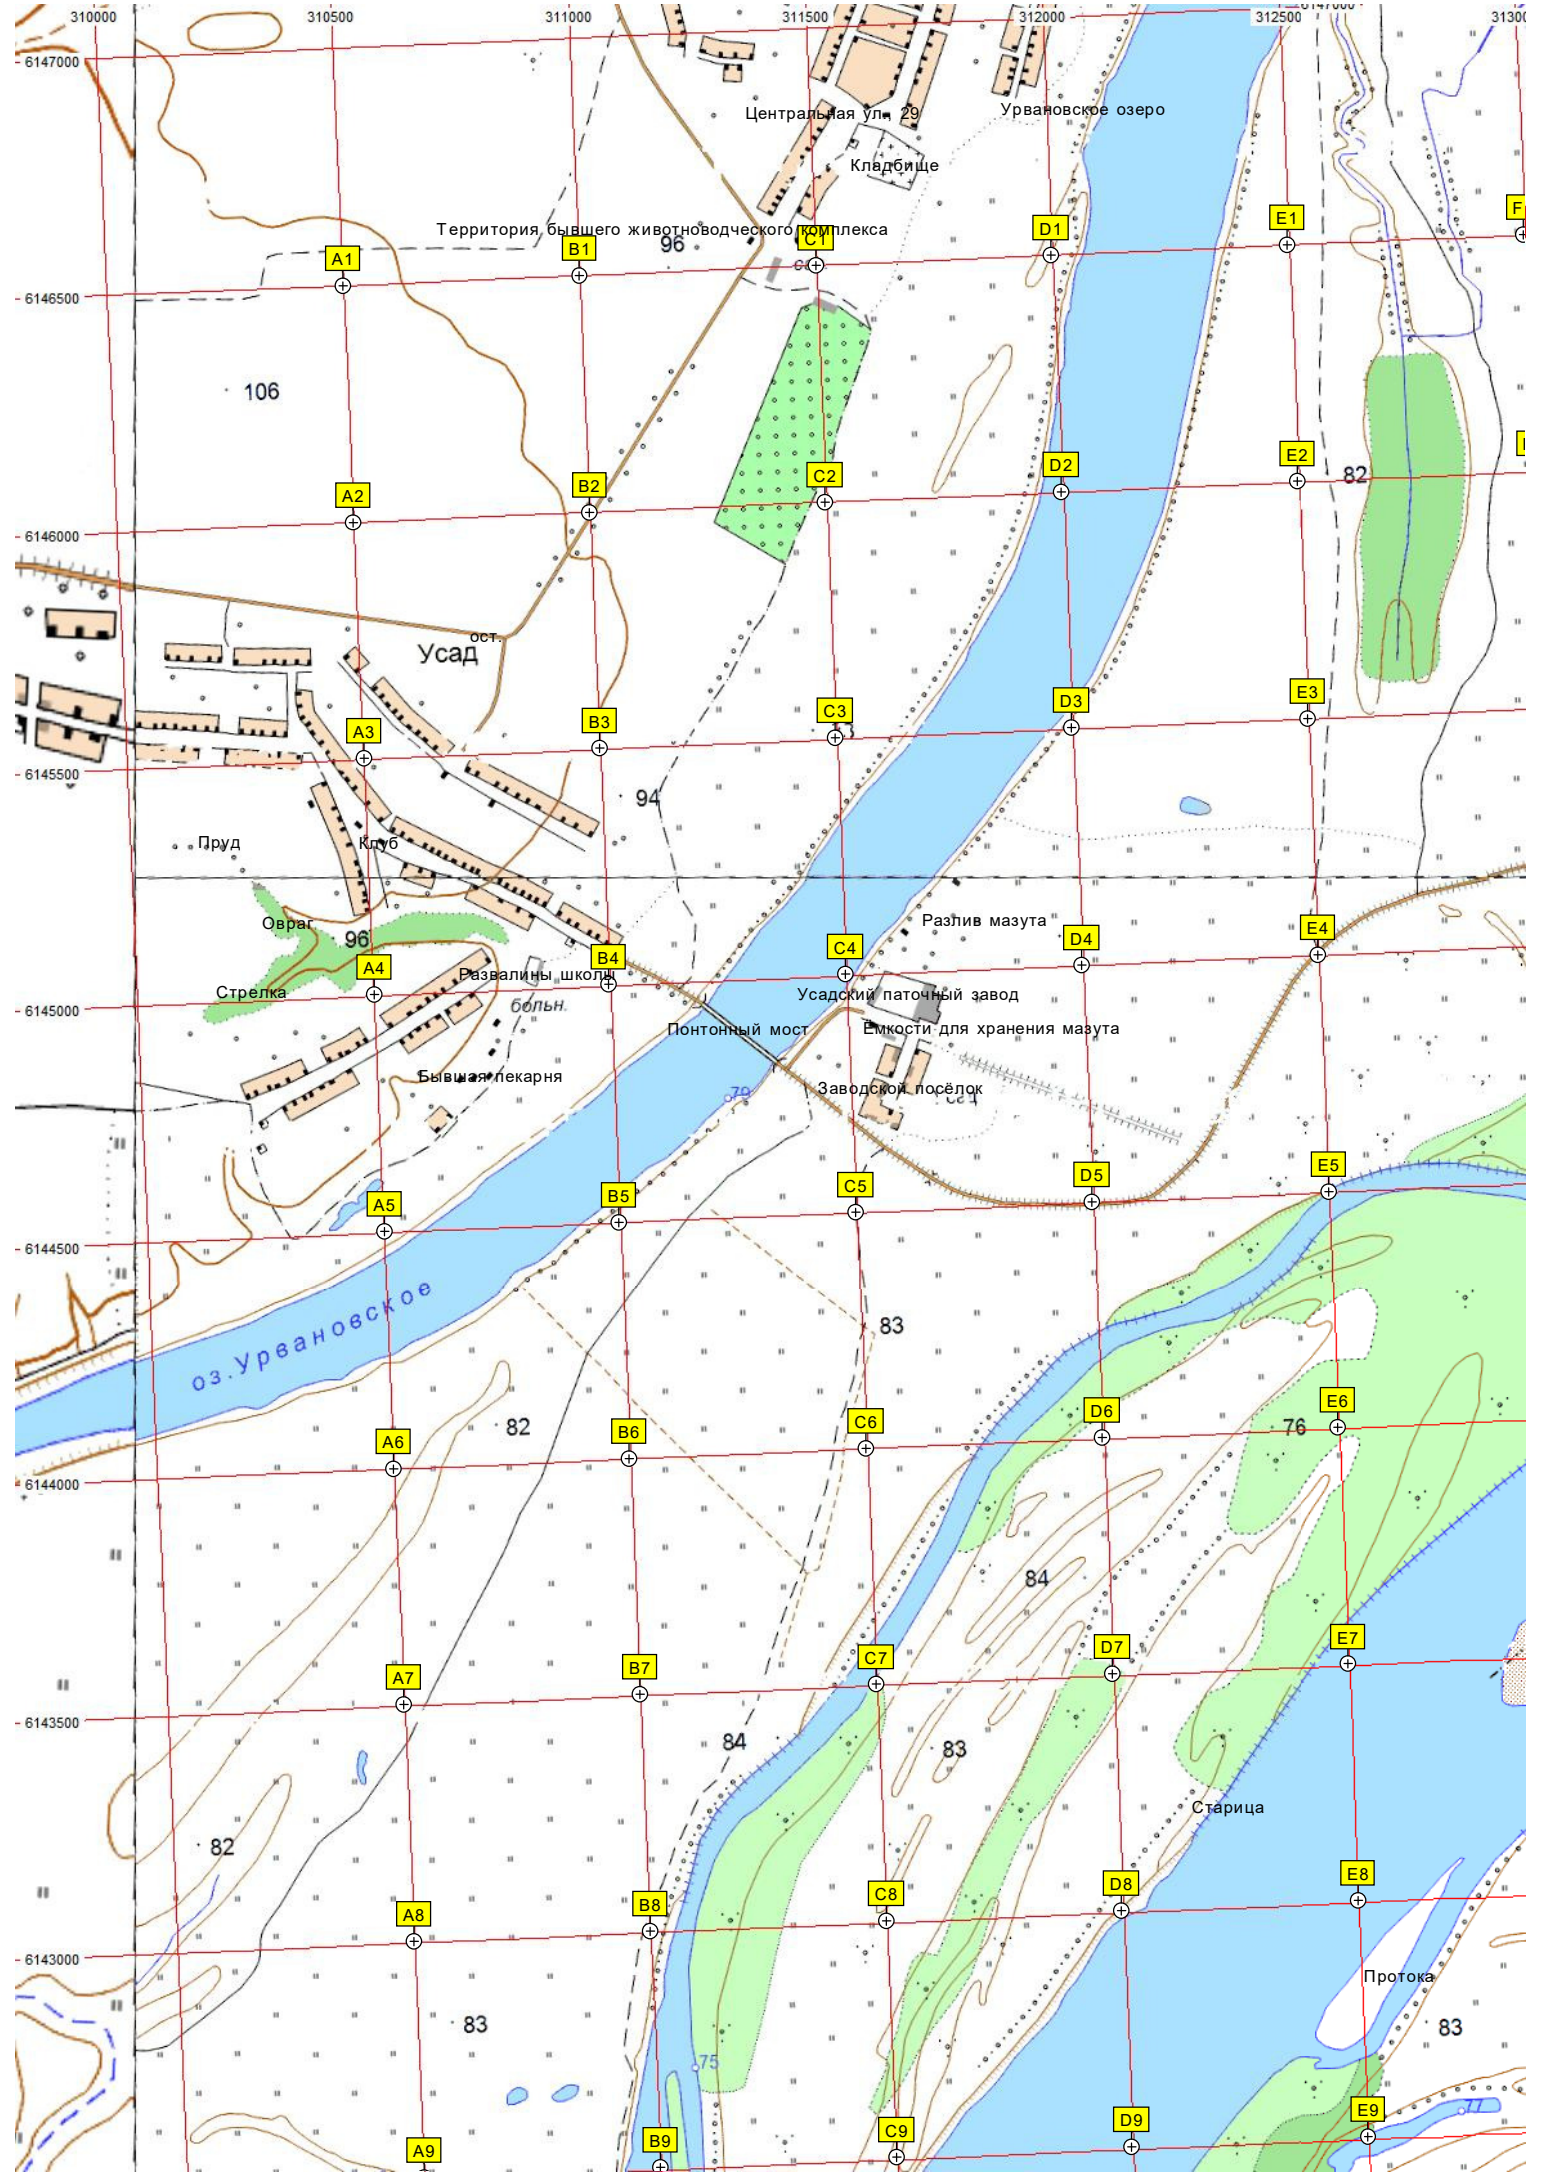 310000 310500 311000 311500 312000 312500
6147000
Центральная ул., 29
Урвановское озеро
Кладбище
Территория бывшего животноводческого комплекса
96
A1 B1 C1 D1 E1 F
6146500
106
A2 B2 C2 D2 E2
82
6146000
ост.
Усад
A3 B3 C3 D3 E3
6145500
94
Пруд
Клуб
Овраг
96
Разлив мазута
A4 B4 C4 D4 E4
Развалины школы
Стрелка
больн.
Усадский паточный завод
6145000
Понтонный мост
Ёмкости для хранения мазута
Бывшая пекарня
Заводской посёлок
79
A5 B5 C5 D5 E5
6144500
оз. Урвановское
83
82
76
A6 B6 C6 D6 E6
6144000
84
A7 B7 C7 D7 E7
6143500
84
83
Старица
82
A8 B8 C8 D8 E8
6143000
Протока
83
83
75
77
A9 B9 C9 D9 E9